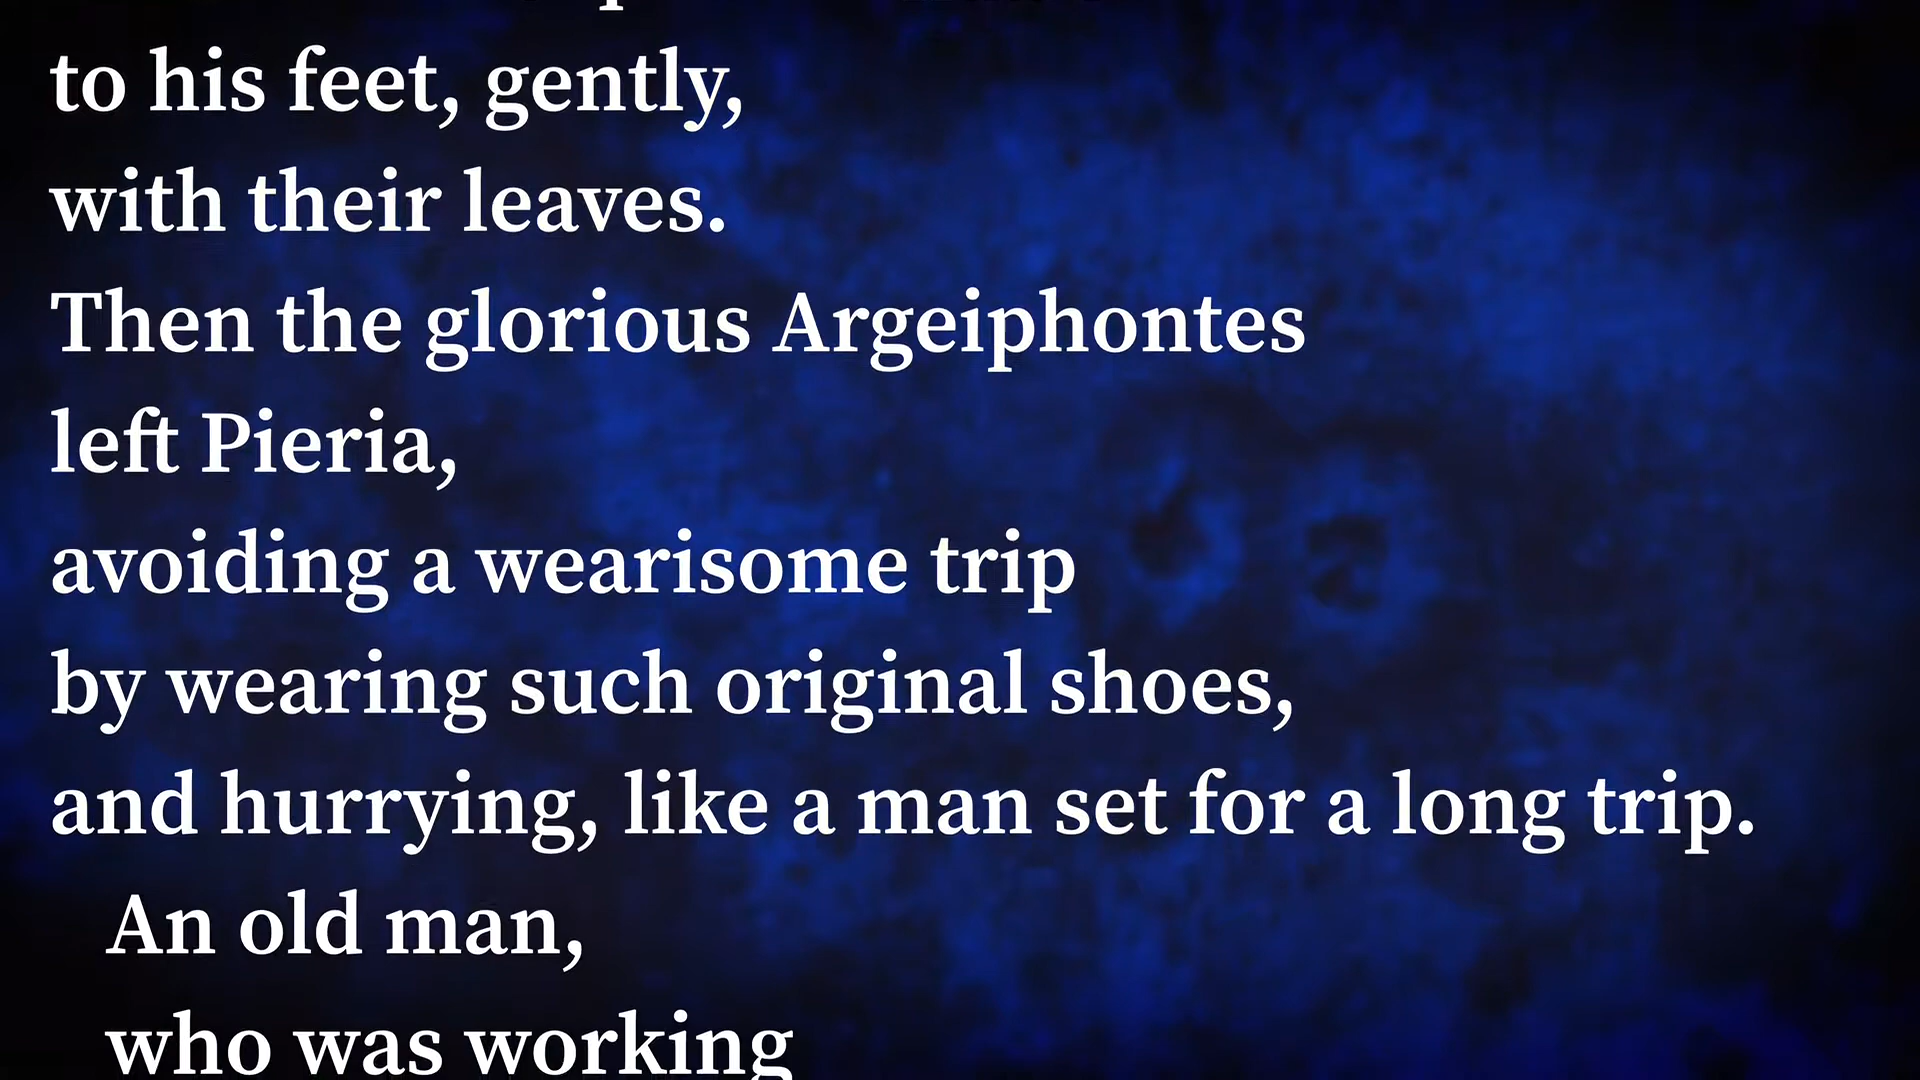 to his feet, gently,
with their leaves.
Then the glorious Argeiphontes
left Pieria,
avoiding a wearisome trip
by wearing such original shoes,
and hurrying, like a man set for a long trip.
An old man,
who was working